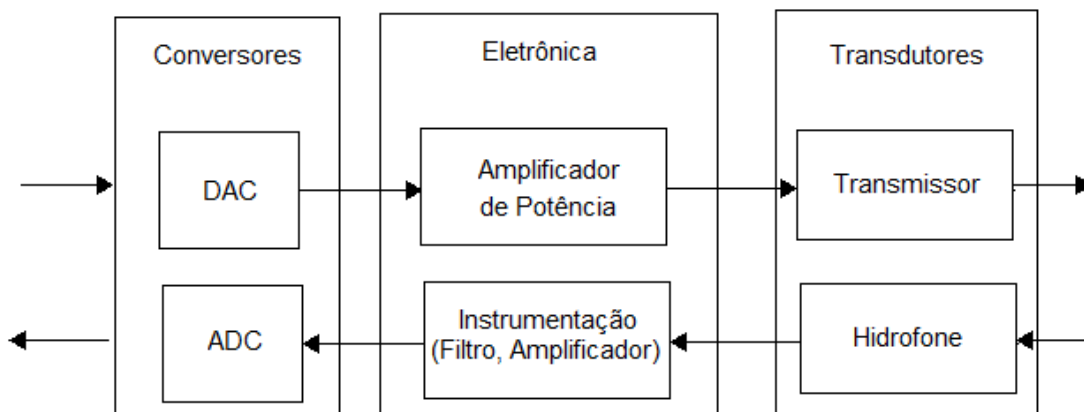 Conversores
Eletrônica
Transdutores
DAC
Amplificador
de Potência
Transmissor
ADC
Instrumentação
(Filtro, Amplificador)
Hidrofone